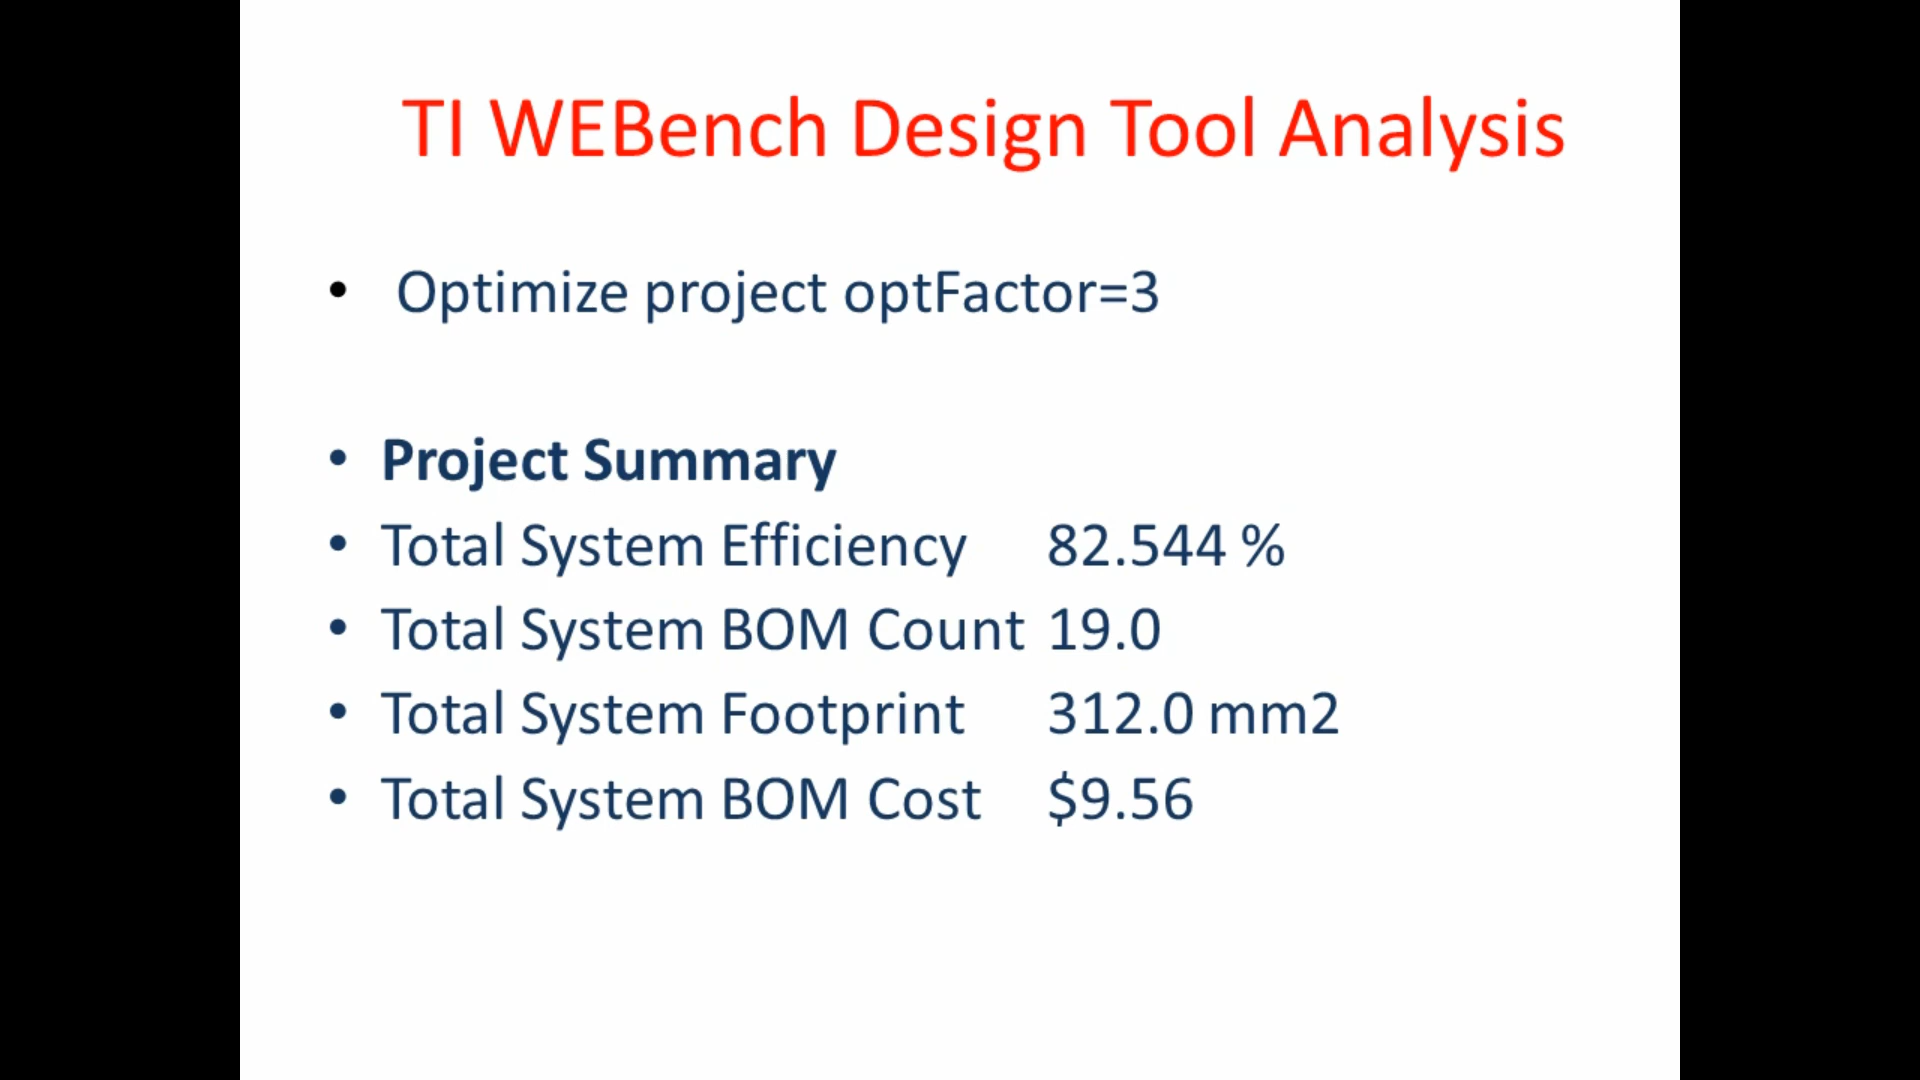 TI WEBench Design Tool Analysis
• Optimize project optFactor=3
• Project Summary
• Total System Efficiency 82.544 %
• Total System BOM Count 19.0
• Total System Footprint 312.0 mm2
• Total System BOM Cost $9.56